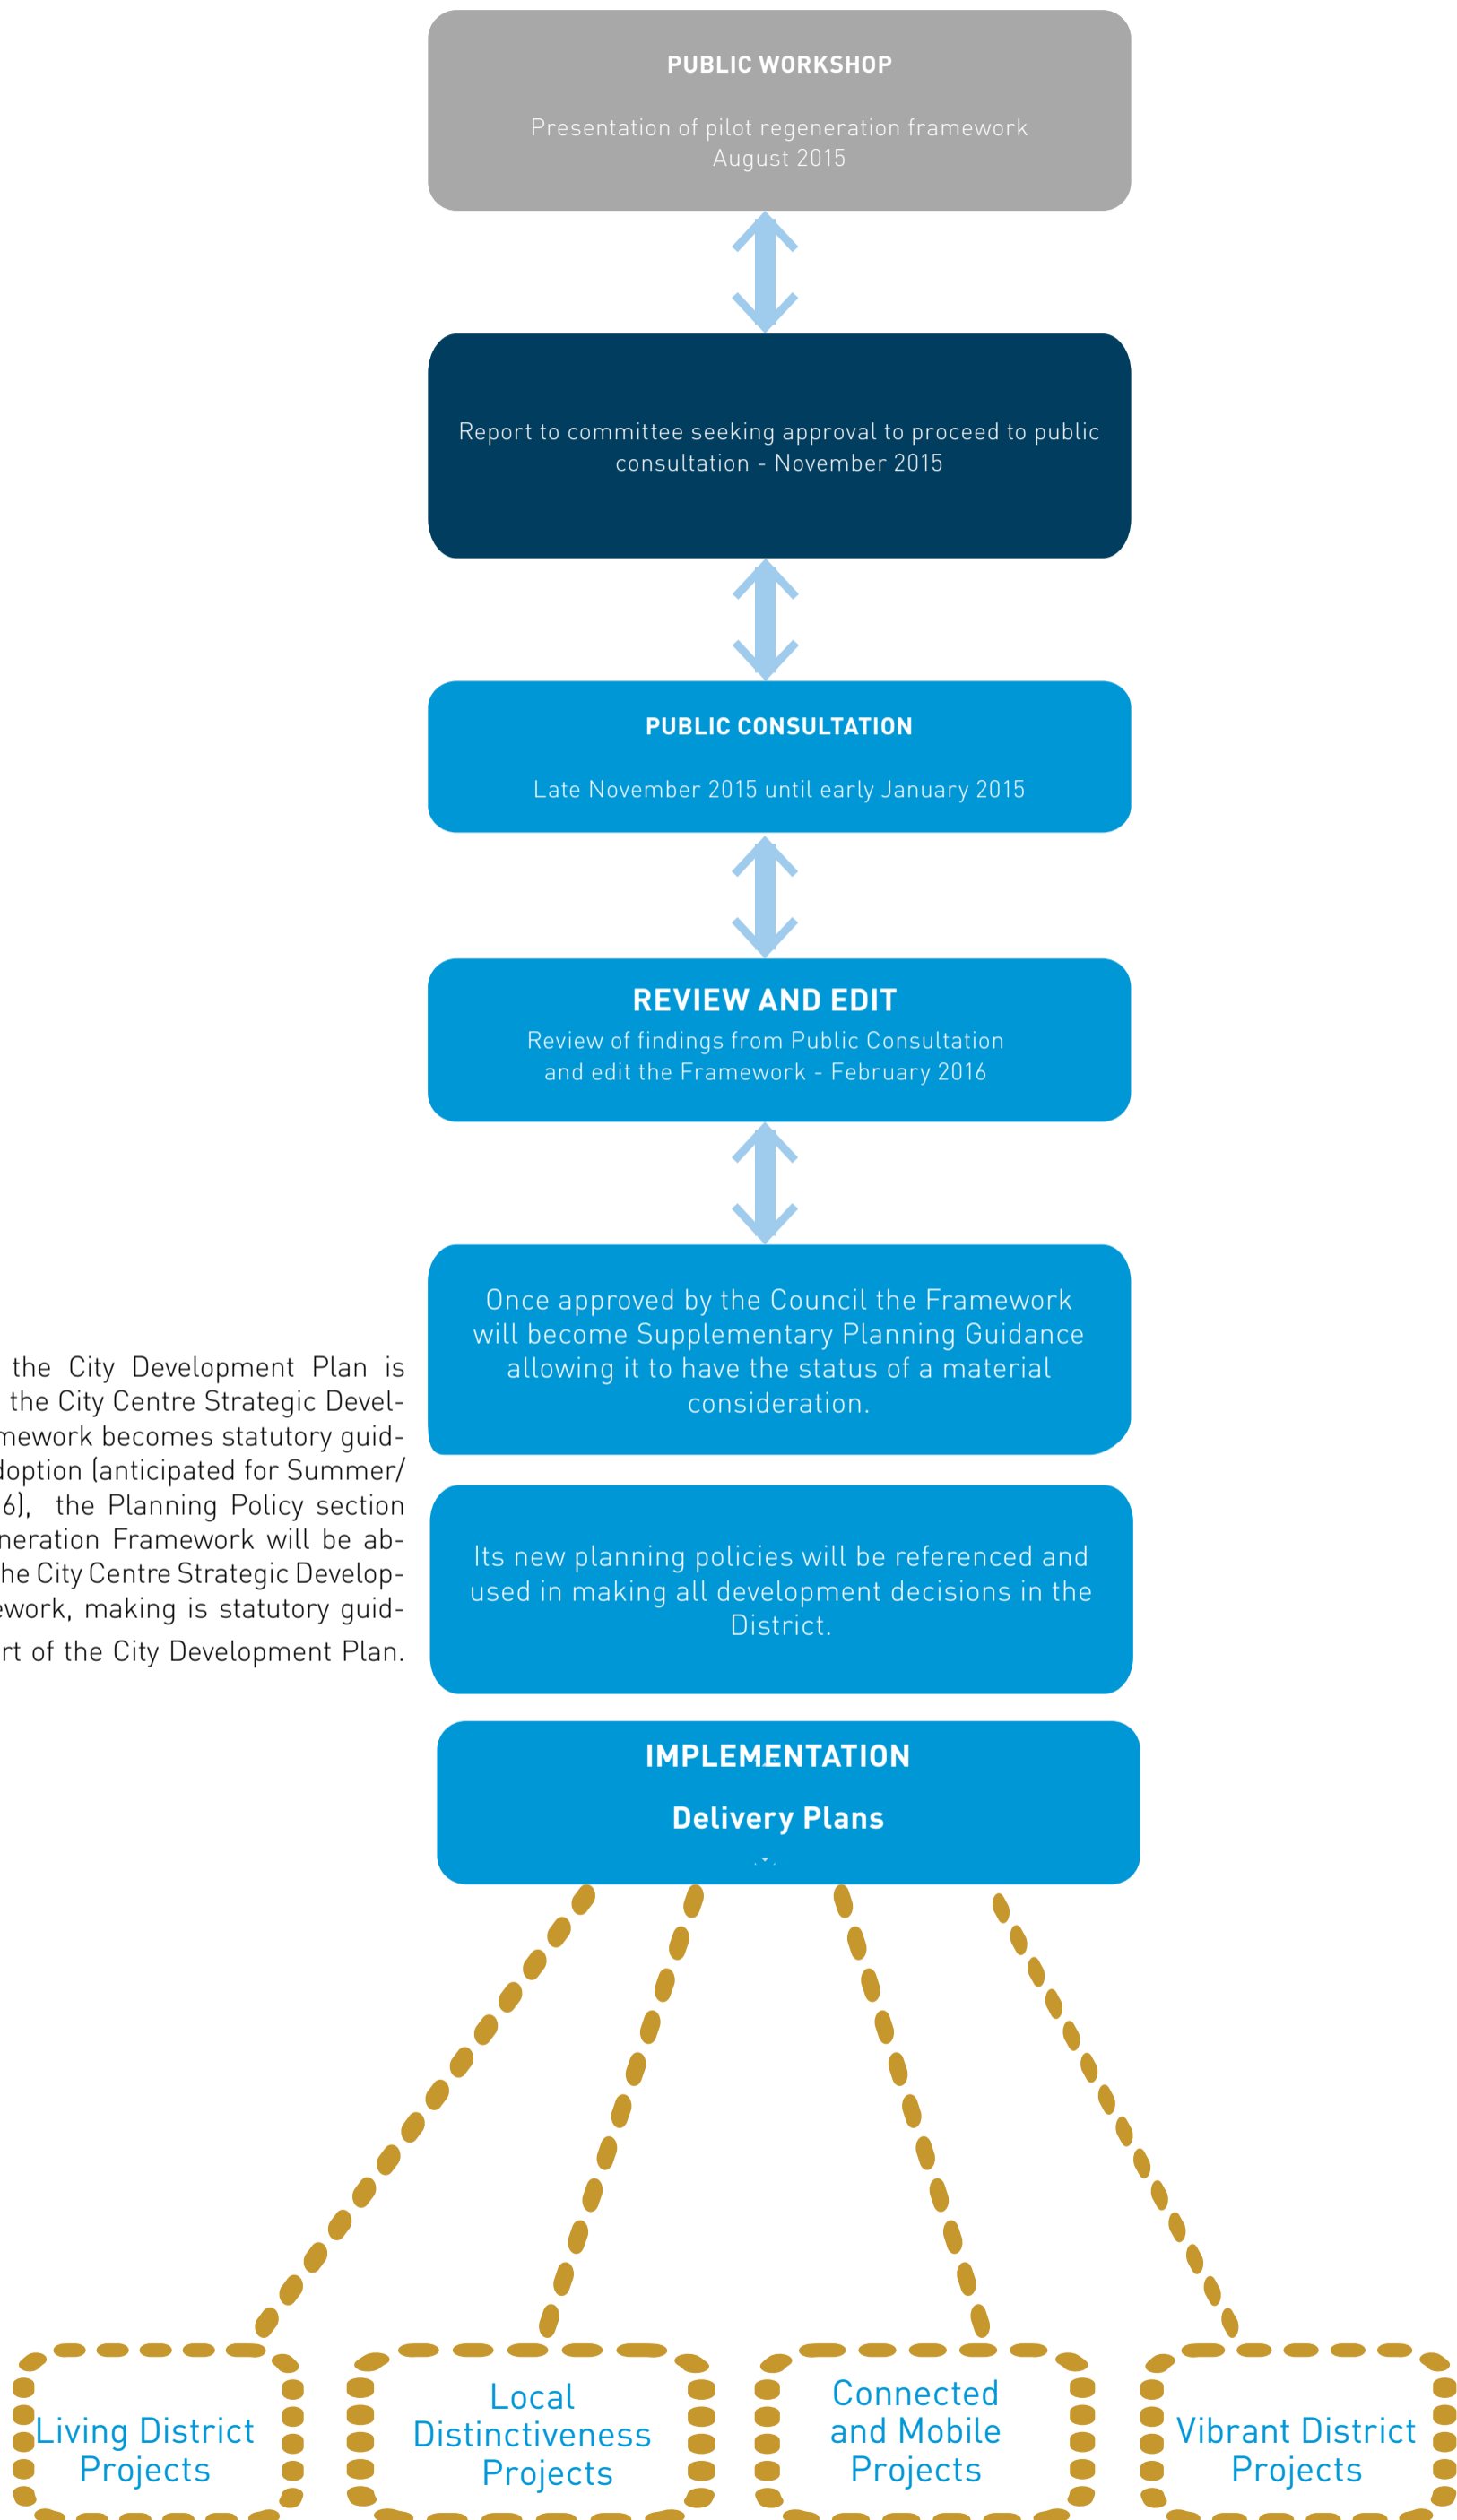 PUBLIC WORKSHOP
Presentation of pilot regeneration framework
August 2015
Report to committee seeking approval to proceed to public
consultation - November 2015
PUBLIC CONSULTATION
Late November 2015 until early January 2015
REVIEW AND EDIT
Review of findings from Public Consultation
and edit the Framework - February 2016
Once approved by the Council the Framework
will become Supplementary Planning Guidance
allowing it to have the status of a material
consideration.
the City Development Plan is
the City Centre Strategic Devel-
mework becomes statutory guid-
doption (anticipated for Summer/
6), the Planning Policy section
neration Framework will be ab-
he City Centre Strategic Develop-
ework, making is statutory guid-
rt of the City Development Plan.
Its new planning policies will be referenced and
used in making all development decisions in the
District.
IMPLEMENTATION
Delivery Plans
Living District
Projects
Local
Distinctiveness
Projects
Connected
and Mobile
Projects
Vibrant District
Projects